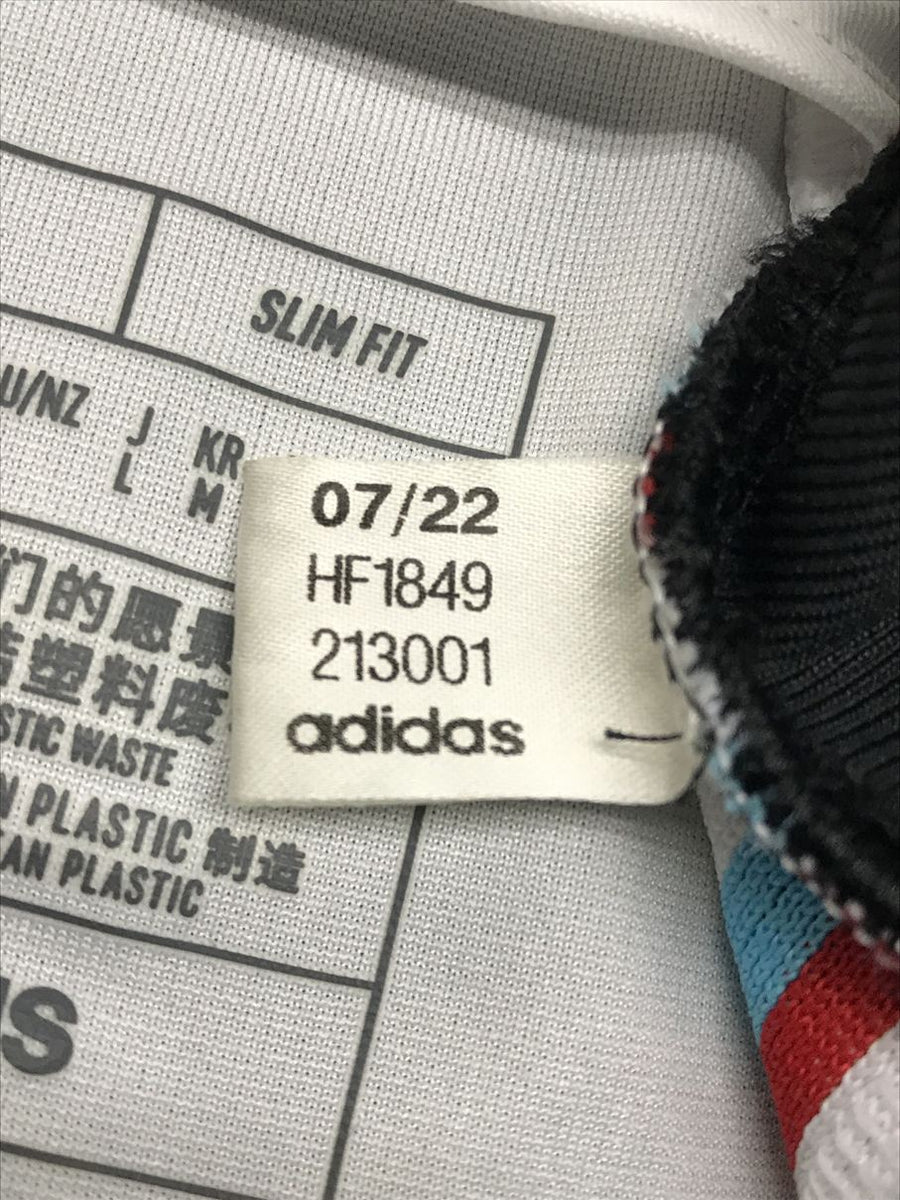 SLIM FIT
U/NZ J KR
L M
07/22
HF1849
213001
adidas
们的愿景
塑料废
STIC WASTE
N PLASTIC 制造
AN PLASTIC